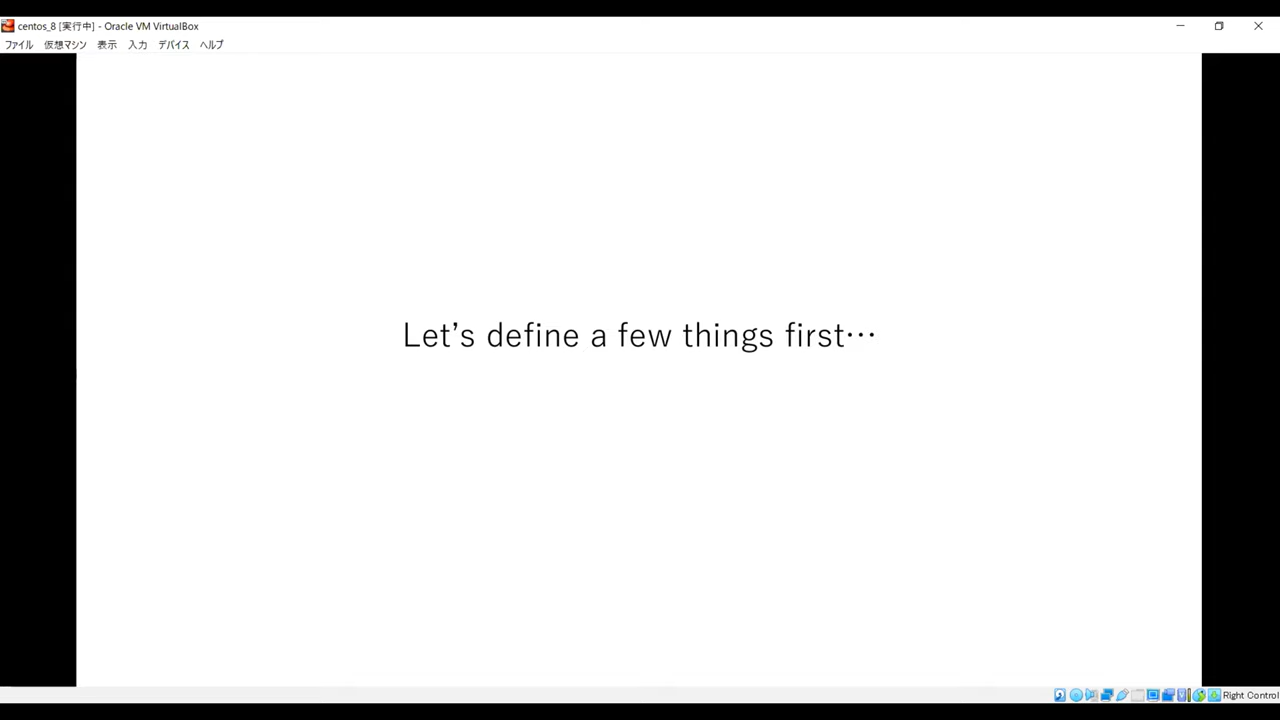 centos_8 [実行中] - Oracle VM VirtualBox
ファイル 仮想マシン 表示 入力 デバイス ヘルプ
Let’s define a few things first…
Right Control